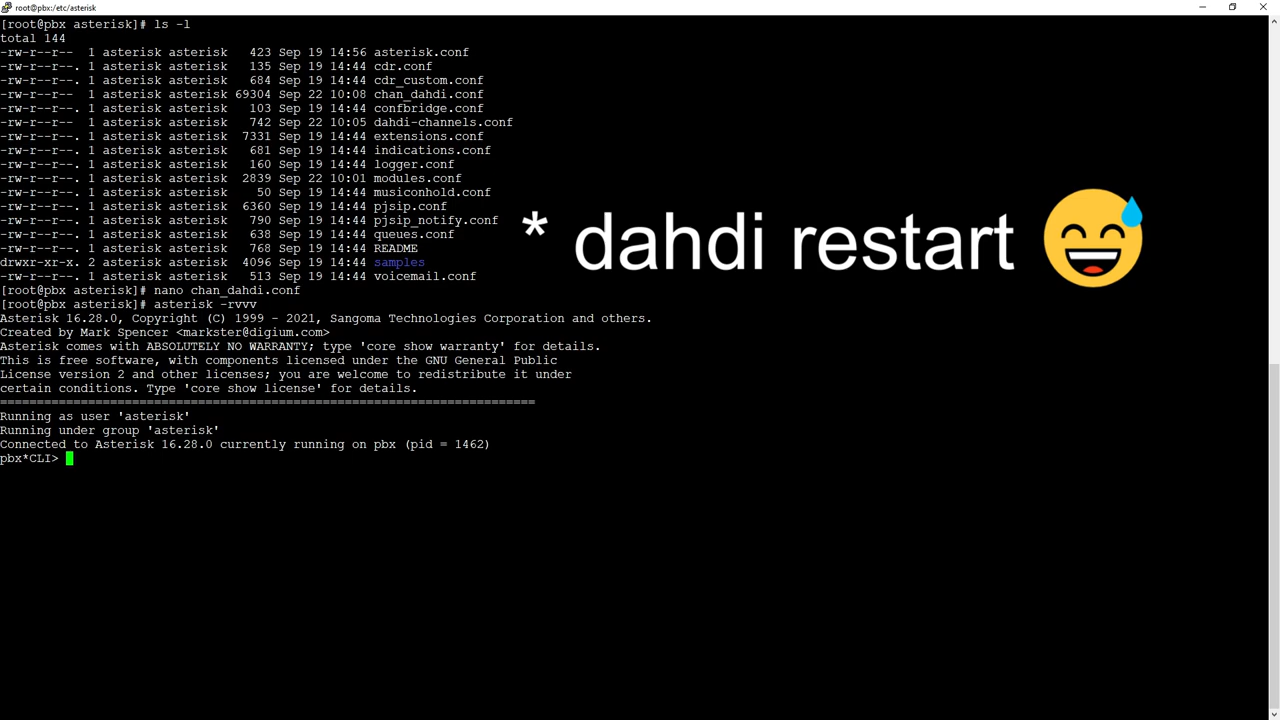 root@pbx:/etc/asterisk
[root@pbx asterisk]# ls -l
total 144
-rw-r--r--  1 asterisk asterisk   423 Sep 19 14:56 asterisk.conf
-rw-r--r--. 1 asterisk asterisk   135 Sep 19 14:44 cdr.conf
-rw-r--r--. 1 asterisk asterisk   684 Sep 19 14:44 cdr_custom.conf
-rw-r--r--  1 asterisk asterisk 69304 Sep 22 10:08 chan_dahdi.conf
-rw-r--r--. 1 asterisk asterisk   103 Sep 19 14:44 confbridge.conf
-rw-r--r--. 1 asterisk asterisk   742 Sep 22 10:05 dahdi-channels.conf
-rw-r--r--. 1 asterisk asterisk  7331 Sep 19 14:44 extensions.conf
-rw-r--r--. 1 asterisk asterisk   681 Sep 19 14:44 indications.conf
-rw-r--r--. 1 asterisk asterisk   160 Sep 19 14:44 logger.conf
-rw-r--r--. 1 asterisk asterisk  2839 Sep 22 10:01 modules.conf
-rw-r--r--. 1 asterisk asterisk    50 Sep 19 14:44 musiconhold.conf
-rw-r--r--. 1 asterisk asterisk  6360 Sep 19 14:44 pjsip.conf
-rw-r--r--. 1 asterisk asterisk   790 Sep 19 14:44 pjsip_notify.conf
-rw-r--r--. 1 asterisk asterisk   638 Sep 19 14:44 queues.conf
-rw-r--r--. 1 asterisk asterisk   768 Sep 19 14:44 README
drwxr-xr-x. 2 asterisk asterisk  4096 Sep 19 14:44 samples
-rw-r--r--. 1 asterisk asterisk   513 Sep 19 14:44 voicemail.conf
* dahdi restart 😅
[root@pbx asterisk]# nano chan_dahdi.conf
[root@pbx asterisk]# asterisk -rvvv
Asterisk 16.28.0, Copyright (C) 1999 - 2021, Sangoma Technologies Corporation and others.
Created by Mark Spencer <markster@digium.com>
Asterisk comes with ABSOLUTELY NO WARRANTY; type 'core show warranty' for details.
This is free software, with components licensed under the GNU General Public
License version 2 and other licenses; you are welcome to redistribute it under
certain conditions. Type 'core show license' for details.
=========================================================================
Running as user 'asterisk'
Running under group 'asterisk'
Connected to Asterisk 16.28.0 currently running on pbx (pid = 1462)
pbx*CLI>